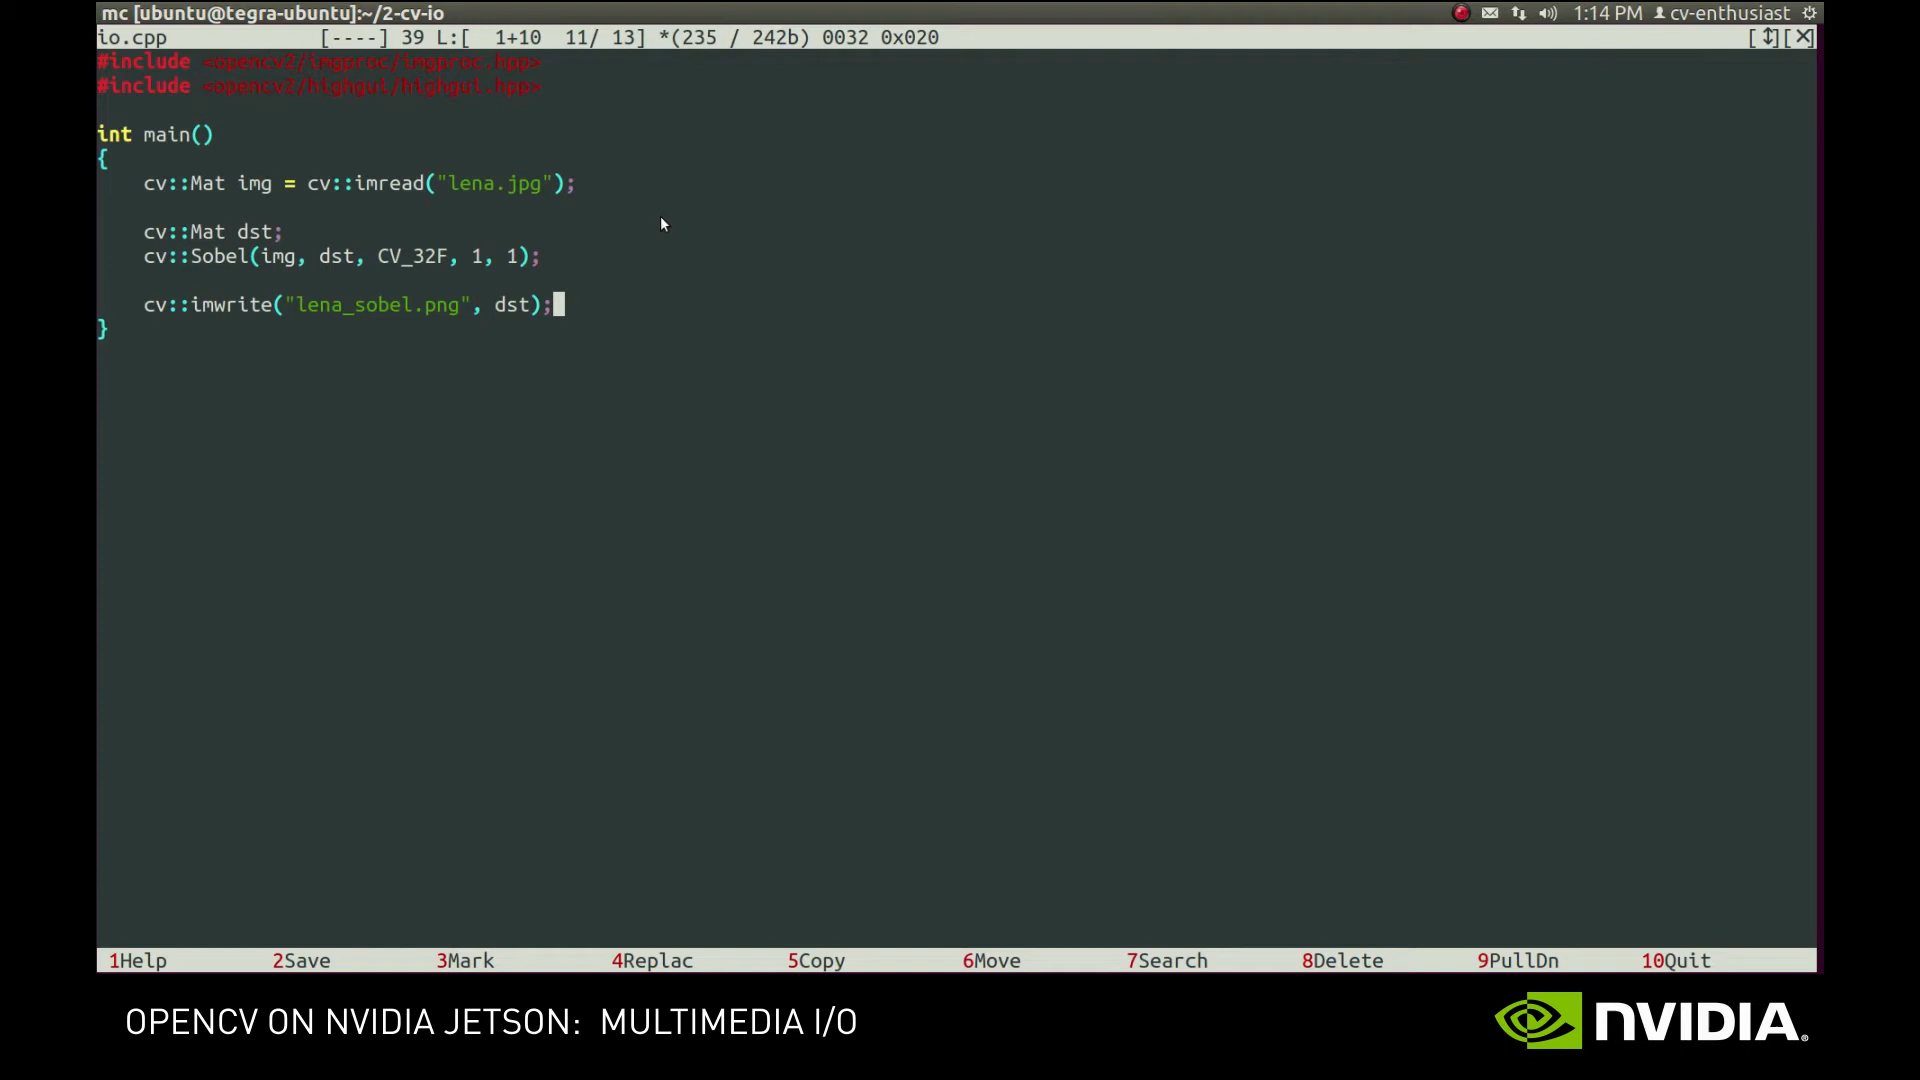 mc [ubuntu@tegra-ubuntu]:~/2-cv-io 1:14 PM cv-enthusiast
io.cpp [----] 39 L:[ 1+10 11/ 13] *(235 / 242b) 0032 0x020 [↕][X]
#include <opencv2/imgproc/imgproc.hpp>
#include <opencv2/highgui/highgui.hpp>
int main()
{
cv::Mat img = cv::imread("lena.jpg");
cv::Mat dst;
cv::Sobel(img, dst, CV_32F, 1, 1);
cv::imwrite("lena_sobel.png", dst);
}
1Help 2Save 3Mark 4Replac 5Copy 6Move 7Search 8Delete 9PullDn 10Quit
OPENCV ON NVIDIA JETSON: MULTIMEDIA I/O
NVIDIA®